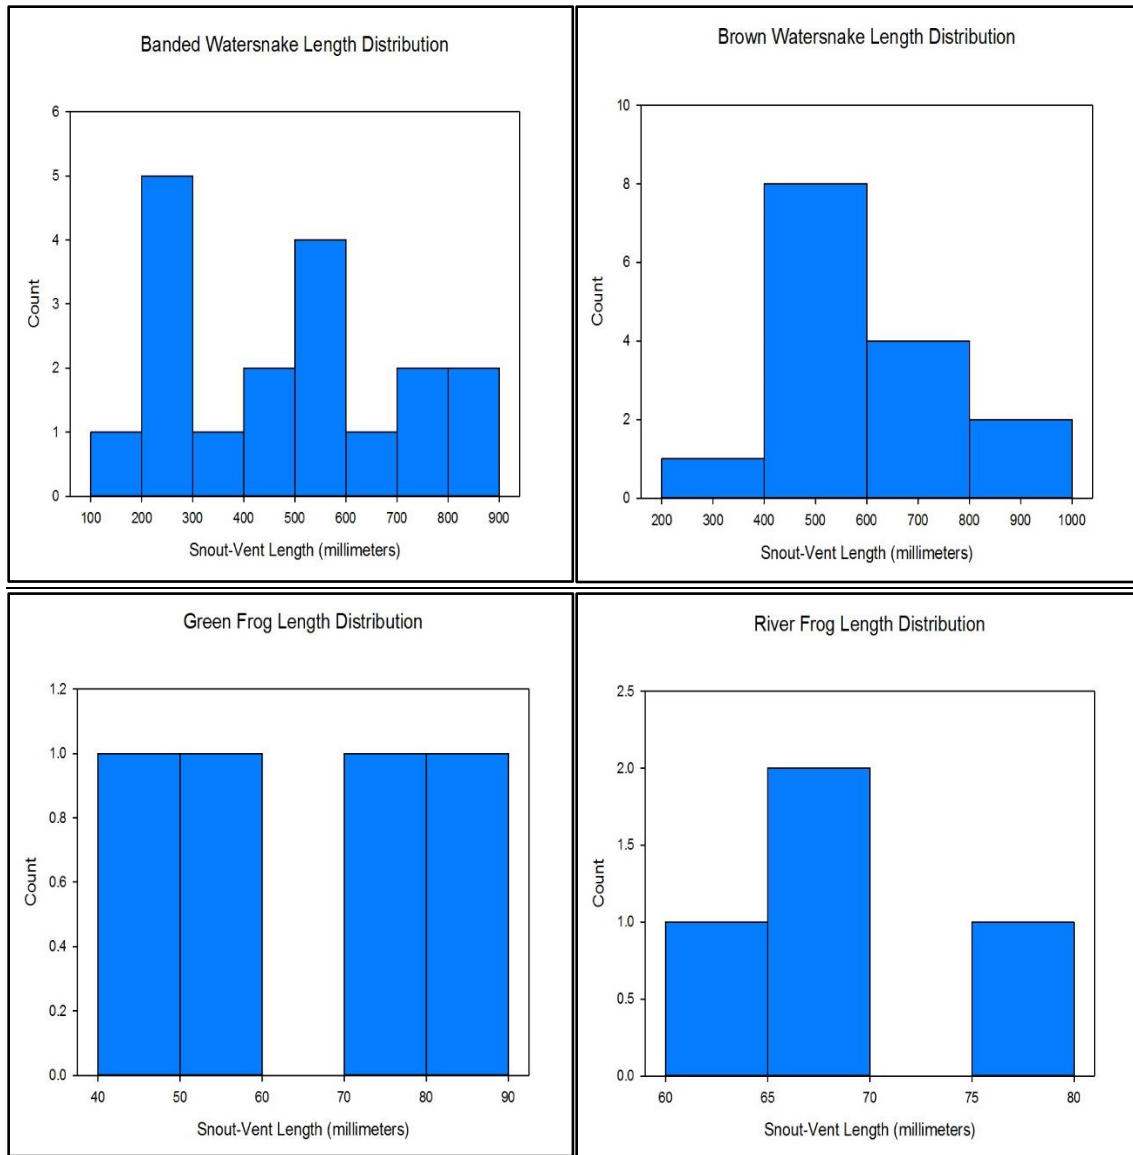 Banded Watersnake Length Distribution
6
5
4
3
2
1
0
Count
100 200 300 400 500 600 700 800 900
Snout-Vent Length (millimeters)
Brown Watersnake Length Distribution
10
8
6
4
2
0
Count
200 300 400 500 600 700 800 900 1000
Snout-Vent Length (millimeters)
Green Frog Length Distribution
1.2
1.0
0.8
0.6
0.4
0.2
0.0
Count
40 50 60 70 80 90
Snout-Vent Length (millimeters)
River Frog Length Distribution
2.5
2.0
1.5
1.0
0.5
0.0
Count
60 65 70 75 80
Snout-Vent Length (millimeters)